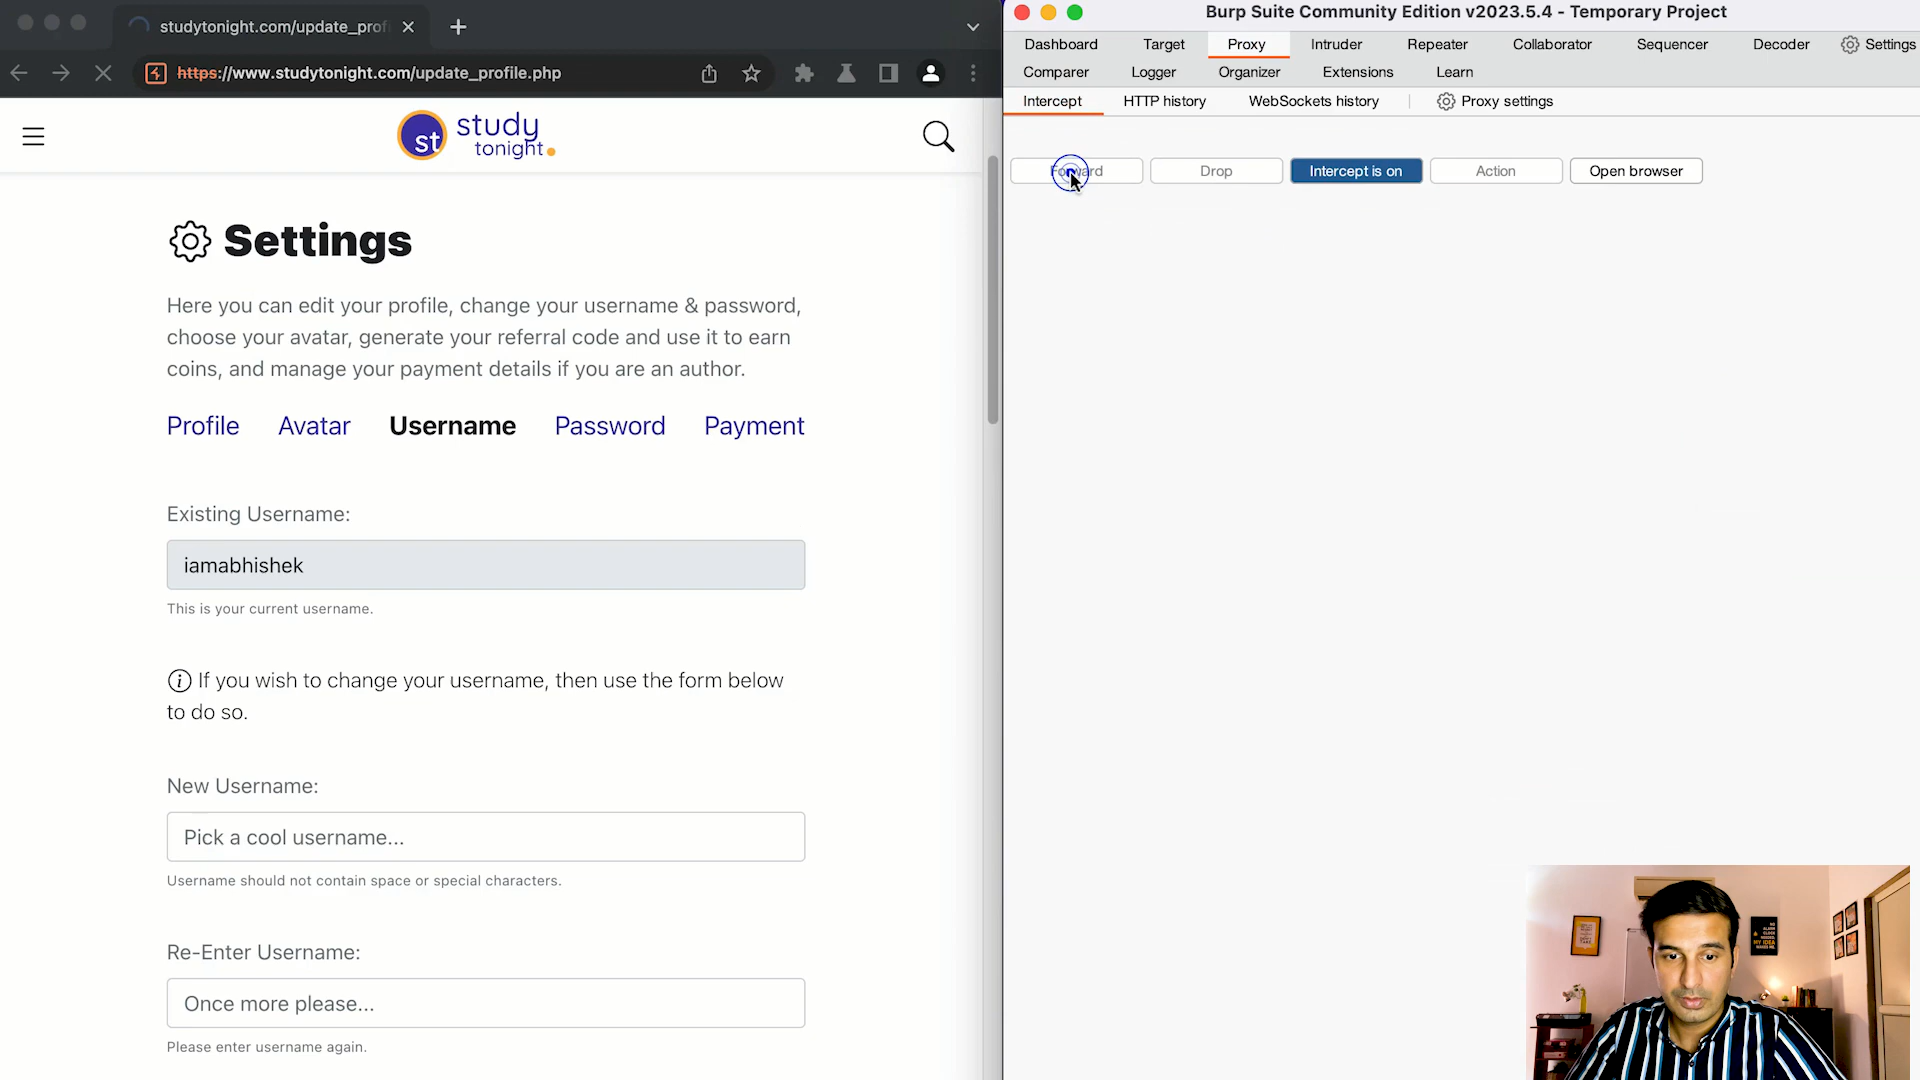 studytonight.com/update_prof
https://www.studytonight.com/update_profile.php
st study tonight
Settings
Here you can edit your profile, change your username & password,
choose your avatar, generate your referral code and use it to earn
coins, and manage your payment details if you are an author.
Profile Avatar Username Password Payment
Existing Username:
iamabhishek
This is your current username.
If you wish to change your username, then use the form below
to do so.
New Username:
Pick a cool username...
Username should not contain space or special characters.
Re-Enter Username:
Once more please...
Please enter username again.
Burp Suite Community Edition v2023.5.4 - Temporary Project
Dashboard Target Proxy Intruder Repeater Collaborator Sequencer Decoder Settings
Comparer Logger Organizer Extensions Learn
Intercept HTTP history WebSockets history Proxy settings
Forward Drop Intercept is on Action Open browser